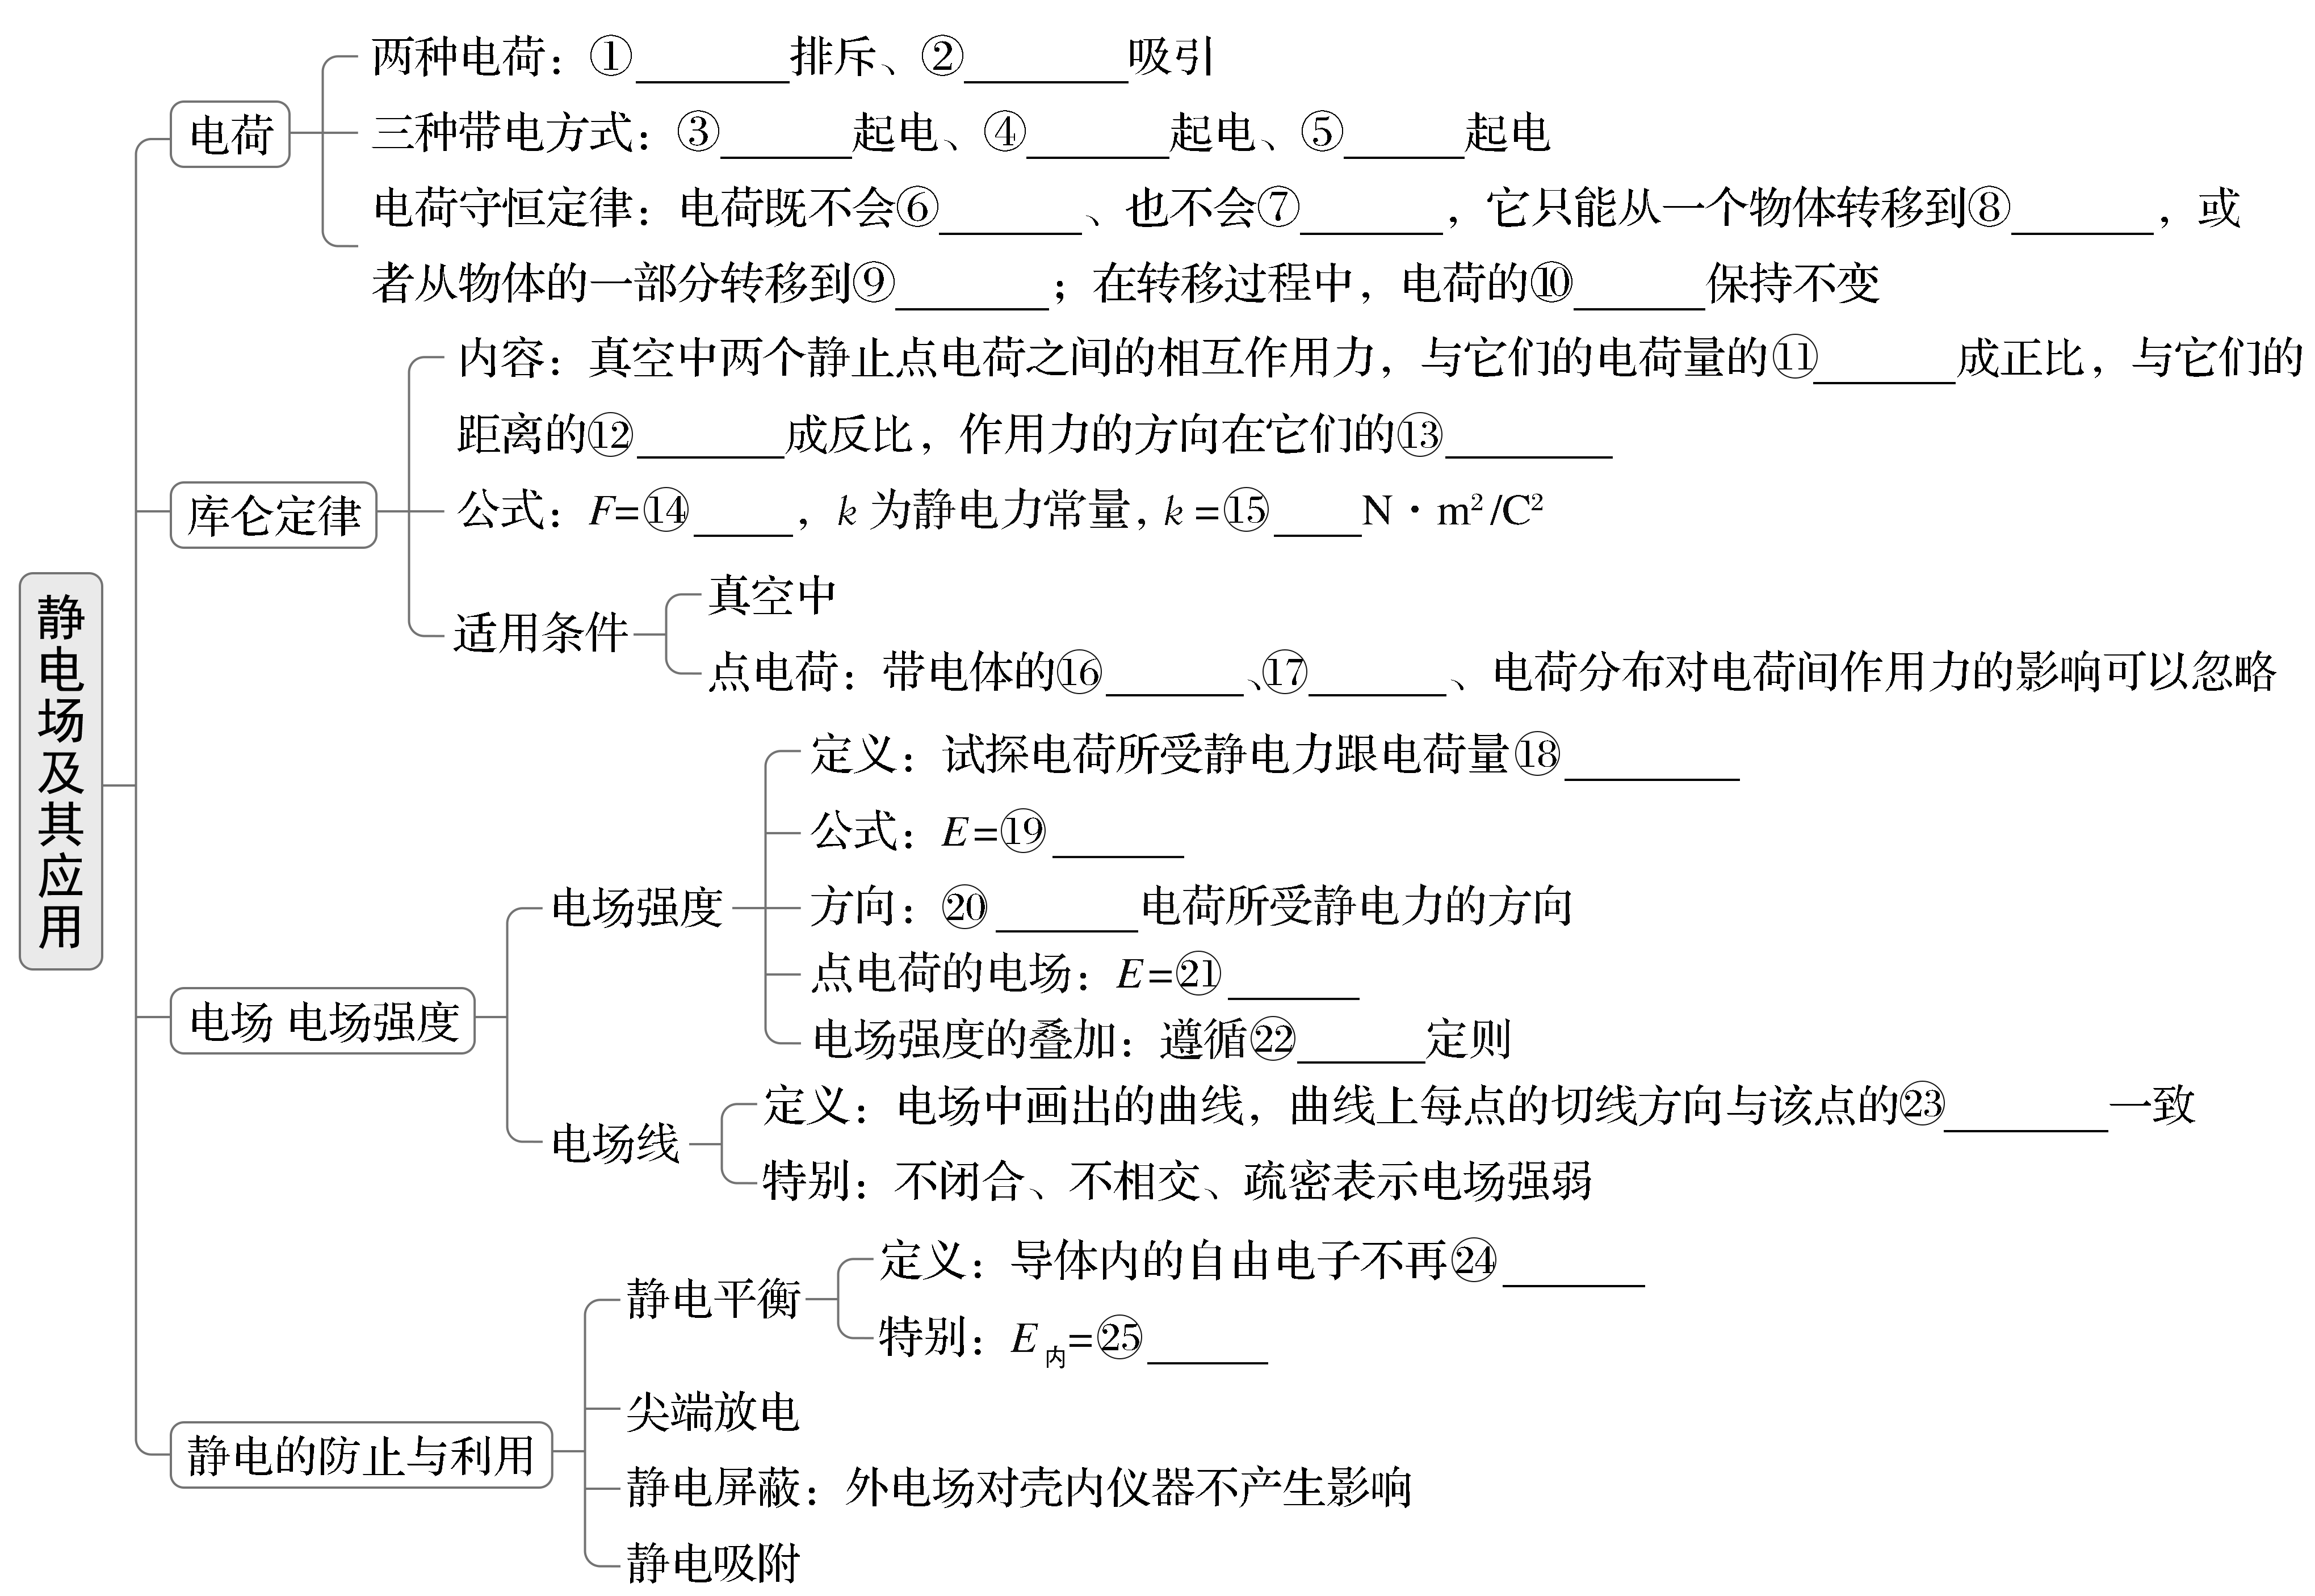 静电场及其应用
电荷
两种电荷：①______排斥、②______吸引
三种带电方式：③______起电、④______起电、⑤______起电
电荷守恒定律：电荷既不会⑥______、也不会⑦______，它只能从一个物体转移到⑧______，或
者从物体的一部分转移到⑨______；在转移过程中，电荷的⑩______保持不变
库仑定律
内容：真空中两个静止点电荷之间的相互作用力，与它们的电荷量的⑪______成正比，与它们的
距离的⑫______成反比，作用力的方向在它们的⑬______
公式：F=⑭______，k 为静电力常量，k=⑮______N·m²/C²
适用条件
真空中
点电荷：带电体的⑯______、⑰______、电荷分布对电荷间作用力的影响可以忽略
电场 电场强度
电场强度
定义：试探电荷所受静电力跟电荷量⑱______
公式：E=⑲______
方向：⑳______电荷所受静电力的方向
点电荷的电场：E=㉑______
电场强度的叠加：遵循㉒______定则
电场线
定义：电场中画出的曲线，曲线上每点的切线方向与该点的㉓______一致
特别：不闭合、不相交、疏密表示电场强弱
静电的防止与利用
静电平衡
定义：导体内的自由电子不再㉔______
特别：E内=㉕______
尖端放电
静电屏蔽：外电场对壳内仪器不产生影响
静电吸附